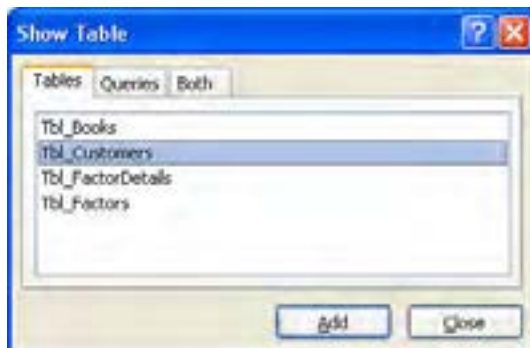 Show Table
Tables Queries Both
Tbl_Books
Tbl_Customers
Tbl_FactorDetails
Tbl_Factors
Add Close